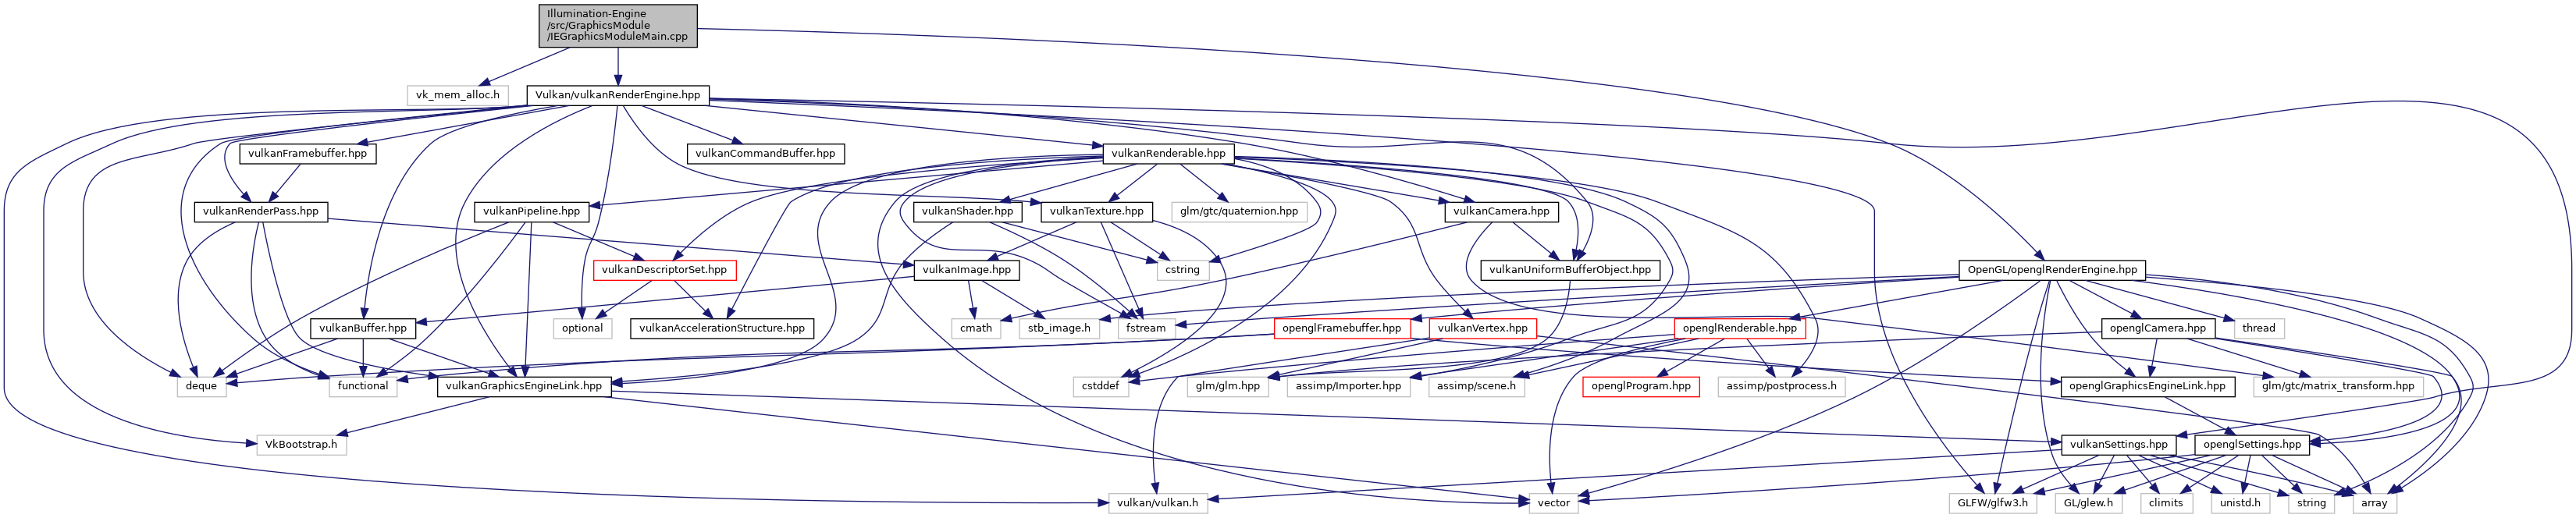 Illumination-Engine
/src/GraphicsModule
/IEGraphicsModuleMain.cpp
vk_mem_alloc.h
Vulkan/vulkanRenderEngine.hpp
vulkanFramebuffer.hpp
vulkanCommandBuffer.hpp
vulkanRenderable.hpp
vulkanRenderPass.hpp
vulkanPipeline.hpp
vulkanShader.hpp
vulkanTexture.hpp
glm/gtc/quaternion.hpp
vulkanCamera.hpp
vulkanDescriptorSet.hpp
vulkanImage.hpp
cstring
vulkanUniformBufferObject.hpp
OpenGL/openglRenderEngine.hpp
vulkanBuffer.hpp
optional
vulkanAccelerationStructure.hpp
cmath
stb_image.h
fstream
openglFramebuffer.hpp
vulkanVertex.hpp
openglRenderable.hpp
openglCamera.hpp
thread
deque
functional
vulkanGraphicsEngineLink.hpp
cstddef
glm/glm.hpp
assimp/Importer.hpp
assimp/scene.h
openglProgram.hpp
assimp/postprocess.h
openglGraphicsEngineLink.hpp
glm/gtc/matrix_transform.hpp
VkBootstrap.h
vulkanSettings.hpp
openglSettings.hpp
vulkan/vulkan.h
vector
GLFW/glfw3.h
GL/glew.h
climits
unistd.h
string
array